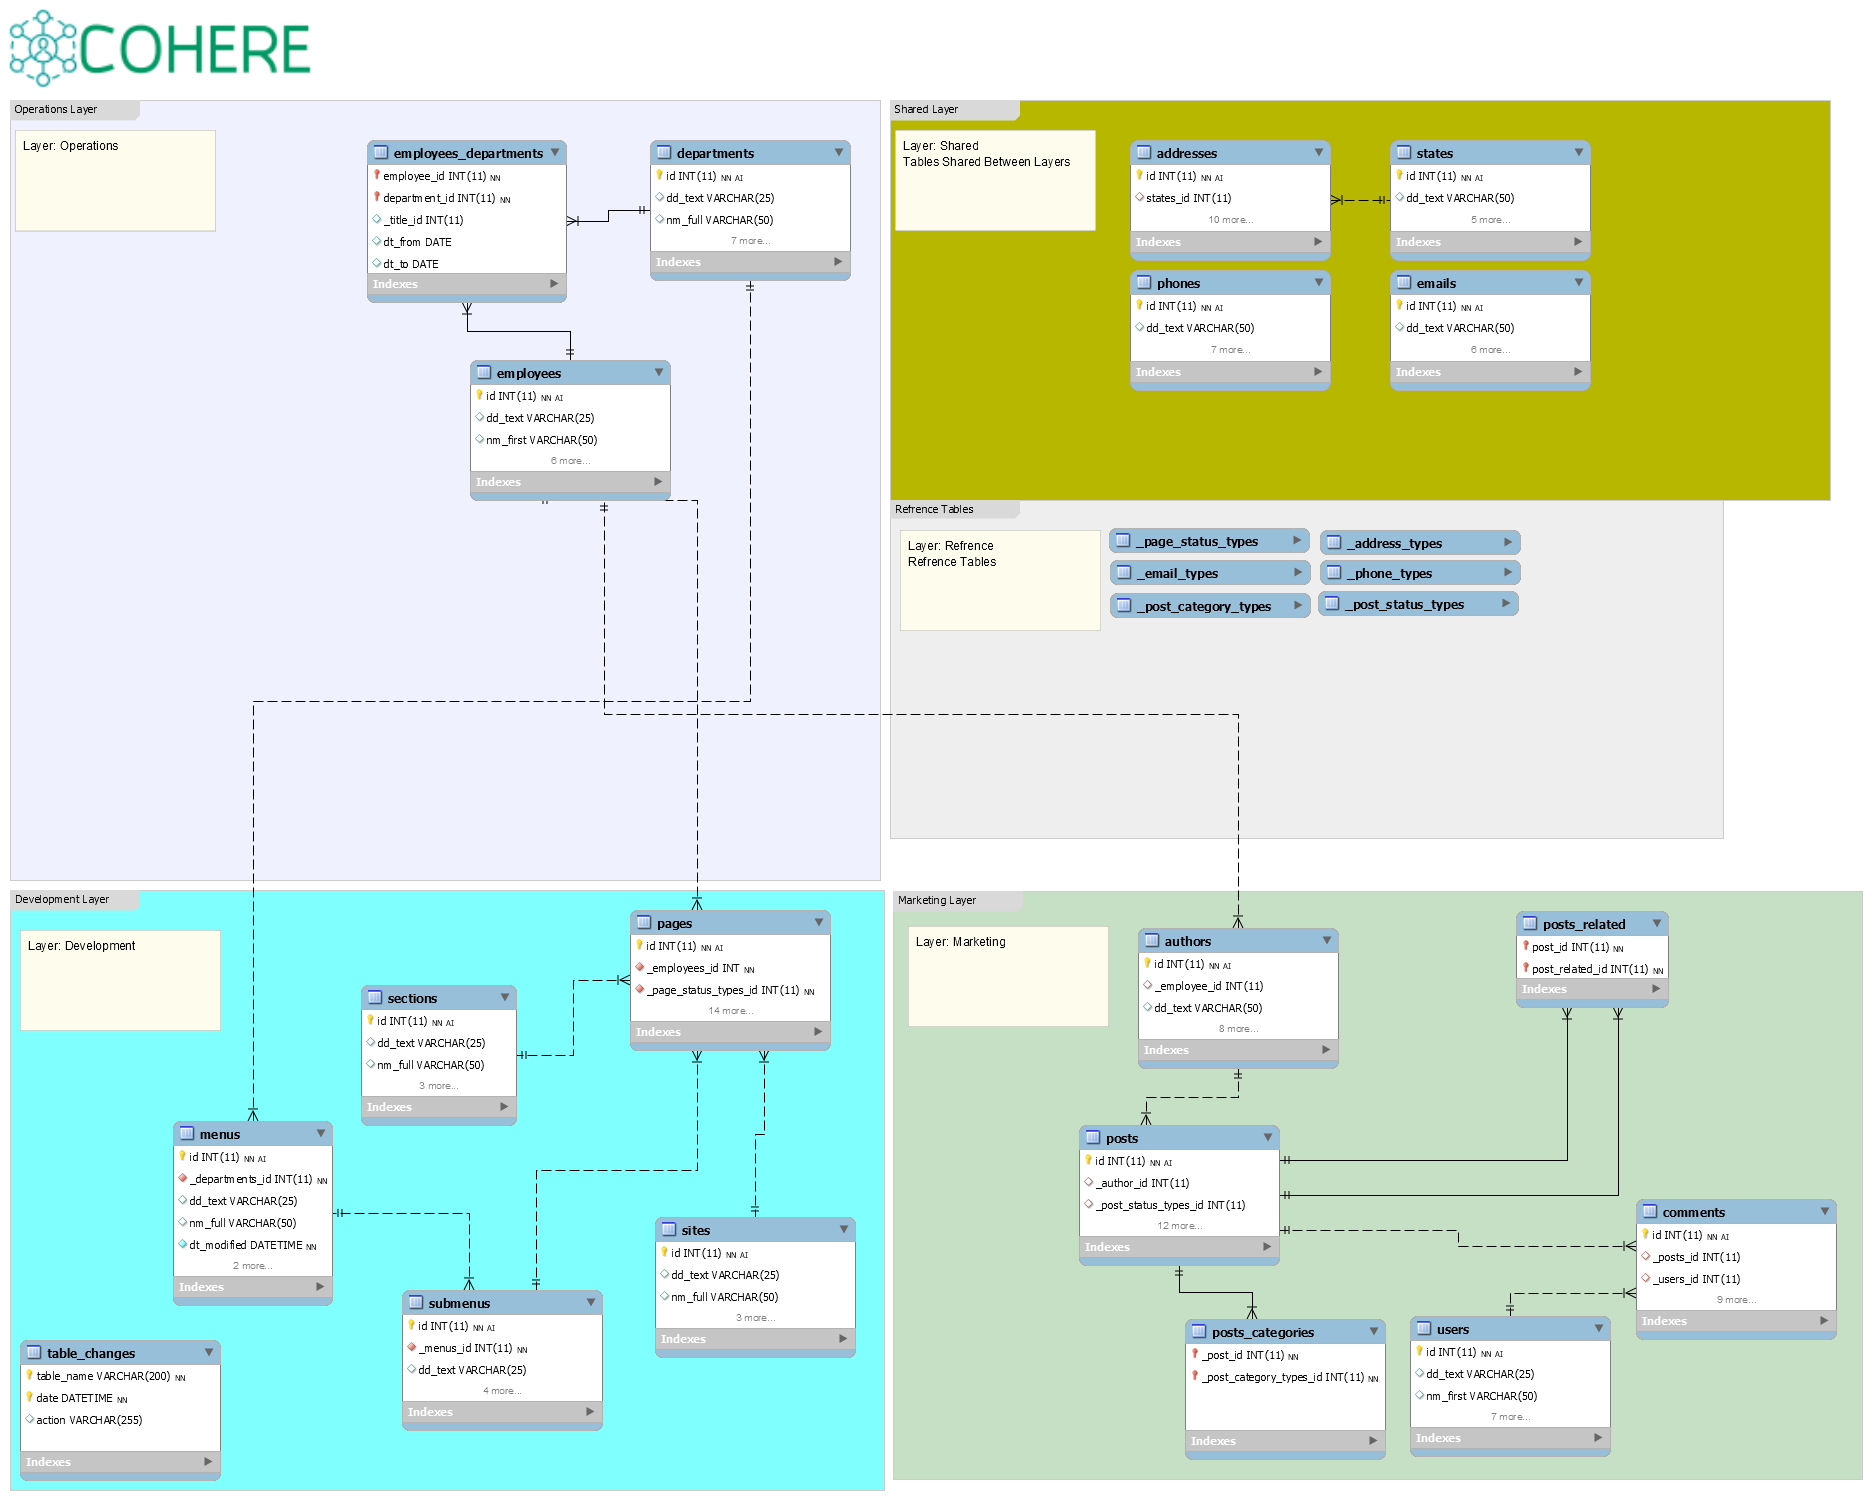 COHERE
Operations Layer
Layer: Operations
employees_departments
employee_id INT(11) NN
department_id INT(11) NN
_title_id INT(11)
dt_from DATE
dt_to DATE
Indexes
departments
id INT(11) NN AI
dd_text VARCHAR(25)
nm_full VARCHAR(50)
7 more...
Indexes
employees
id INT(11) NN AI
dd_text VARCHAR(25)
nm_first VARCHAR(50)
6 more...
Indexes
Shared Layer
Layer: Shared
Tables Shared Between Layers
addresses
id INT(11) NN AI
states_id INT(11)
10 more...
Indexes
states
id INT(11) NN AI
dd_text VARCHAR(50)
5 more...
Indexes
phones
id INT(11) NN AI
dd_text VARCHAR(50)
7 more...
Indexes
emails
id INT(11) NN AI
dd_text VARCHAR(50)
6 more...
Indexes
Refrence Tables
Layer: Refrence
Refrence Tables
_page_status_types
_address_types
_email_types
_phone_types
_post_category_types
_post_status_types
Development Layer
Layer: Development
pages
id INT(11) NN AI
_employees_id INT NN
_page_status_types_id INT(11) NN
14 more...
Indexes
sections
id INT(11) NN AI
dd_text VARCHAR(25)
nm_full VARCHAR(50)
3 more...
Indexes
menus
id INT(11) NN AI
_departments_id INT(11) NN
dd_text VARCHAR(25)
nm_full VARCHAR(50)
dt_modified DATETIME NN
2 more...
Indexes
sites
id INT(11) NN AI
dd_text VARCHAR(25)
nm_full VARCHAR(50)
3 more...
Indexes
submenus
id INT(11) NN AI
_menus_id INT(11) NN
dd_text VARCHAR(25)
4 more...
Indexes
table_changes
table_name VARCHAR(200) NN
date DATETIME NN
action VARCHAR(255)
Indexes
Marketing Layer
Layer: Marketing
authors
id INT(11) NN AI
_employee_id INT(11)
dd_text VARCHAR(50)
8 more...
Indexes
posts_related
post_id INT(11) NN
post_related_id INT(11) NN
Indexes
posts
id INT(11) NN AI
_author_id INT(11)
_post_status_types_id INT(11)
12 more...
Indexes
comments
id INT(11) NN AI
_posts_id INT(11)
_users_id INT(11)
9 more...
Indexes
posts_categories
_post_id INT(11) NN
_post_category_types_id INT(11) NN
Indexes
users
id INT(11) NN AI
dd_text VARCHAR(25)
nm_first VARCHAR(50)
7 more...
Indexes